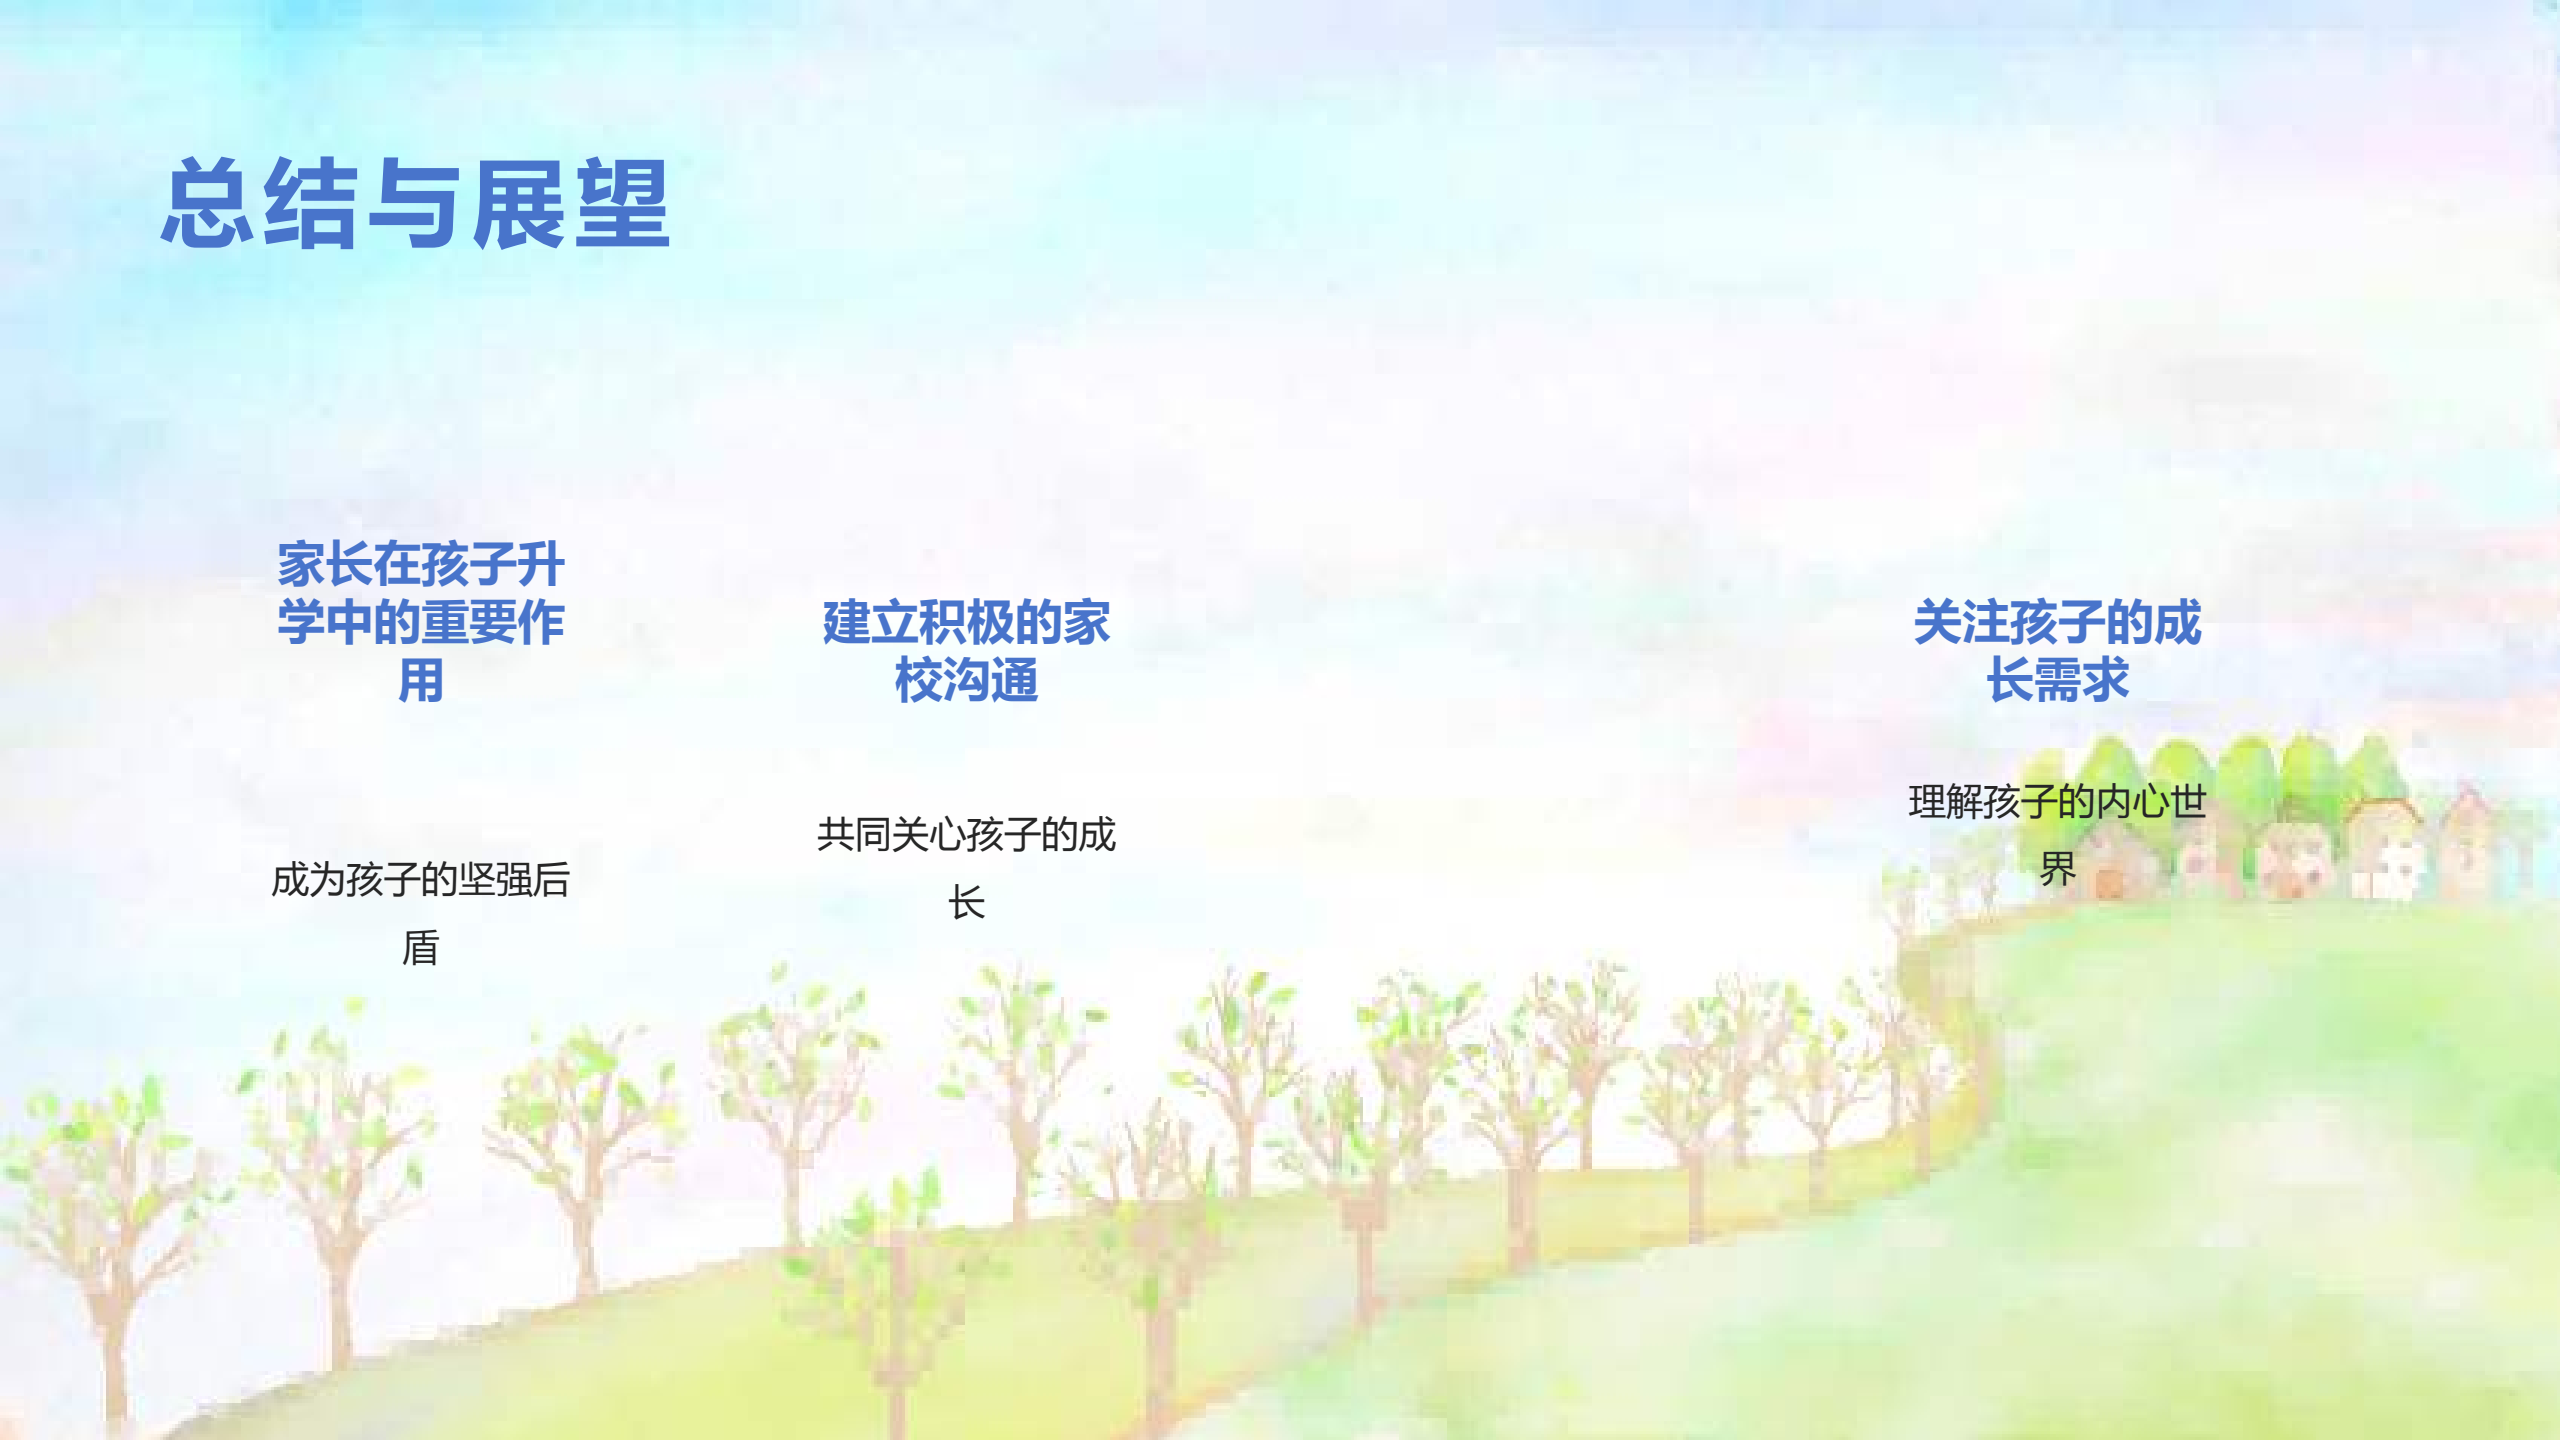 总结与展望
家长在孩子升
学中的重要作
用
成为孩子的坚强后
盾
建立积极的家
校沟通
共同关心孩子的成
长
关注孩子的成
长需求
理解孩子的内心世
界